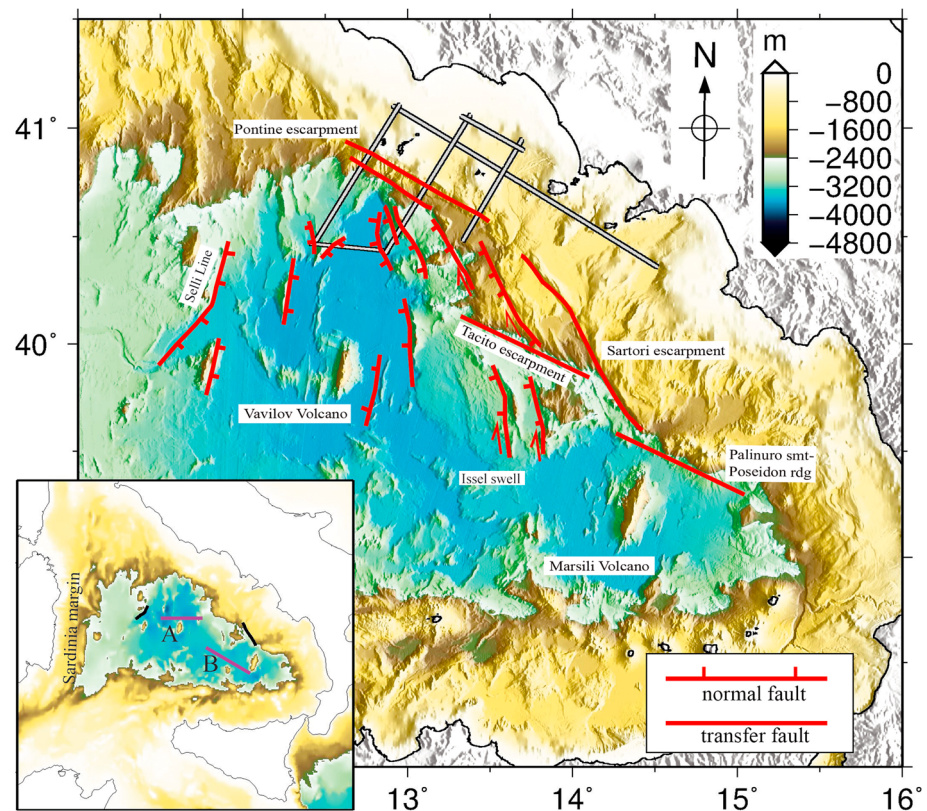 m
N
0
−800
−1600
−2400
−3200
−4000
−4800
41°
Pontine escarpment
Selli Line
40°
Tacito escarpment
Sartori escarpment
Vavilov Volcano
Palinuro smt-
Poseidon rdg
Issel swell
Marsili Volcano
Sardinia margin
A
B
normal fault
transfer fault
13°
14°
15°
16°